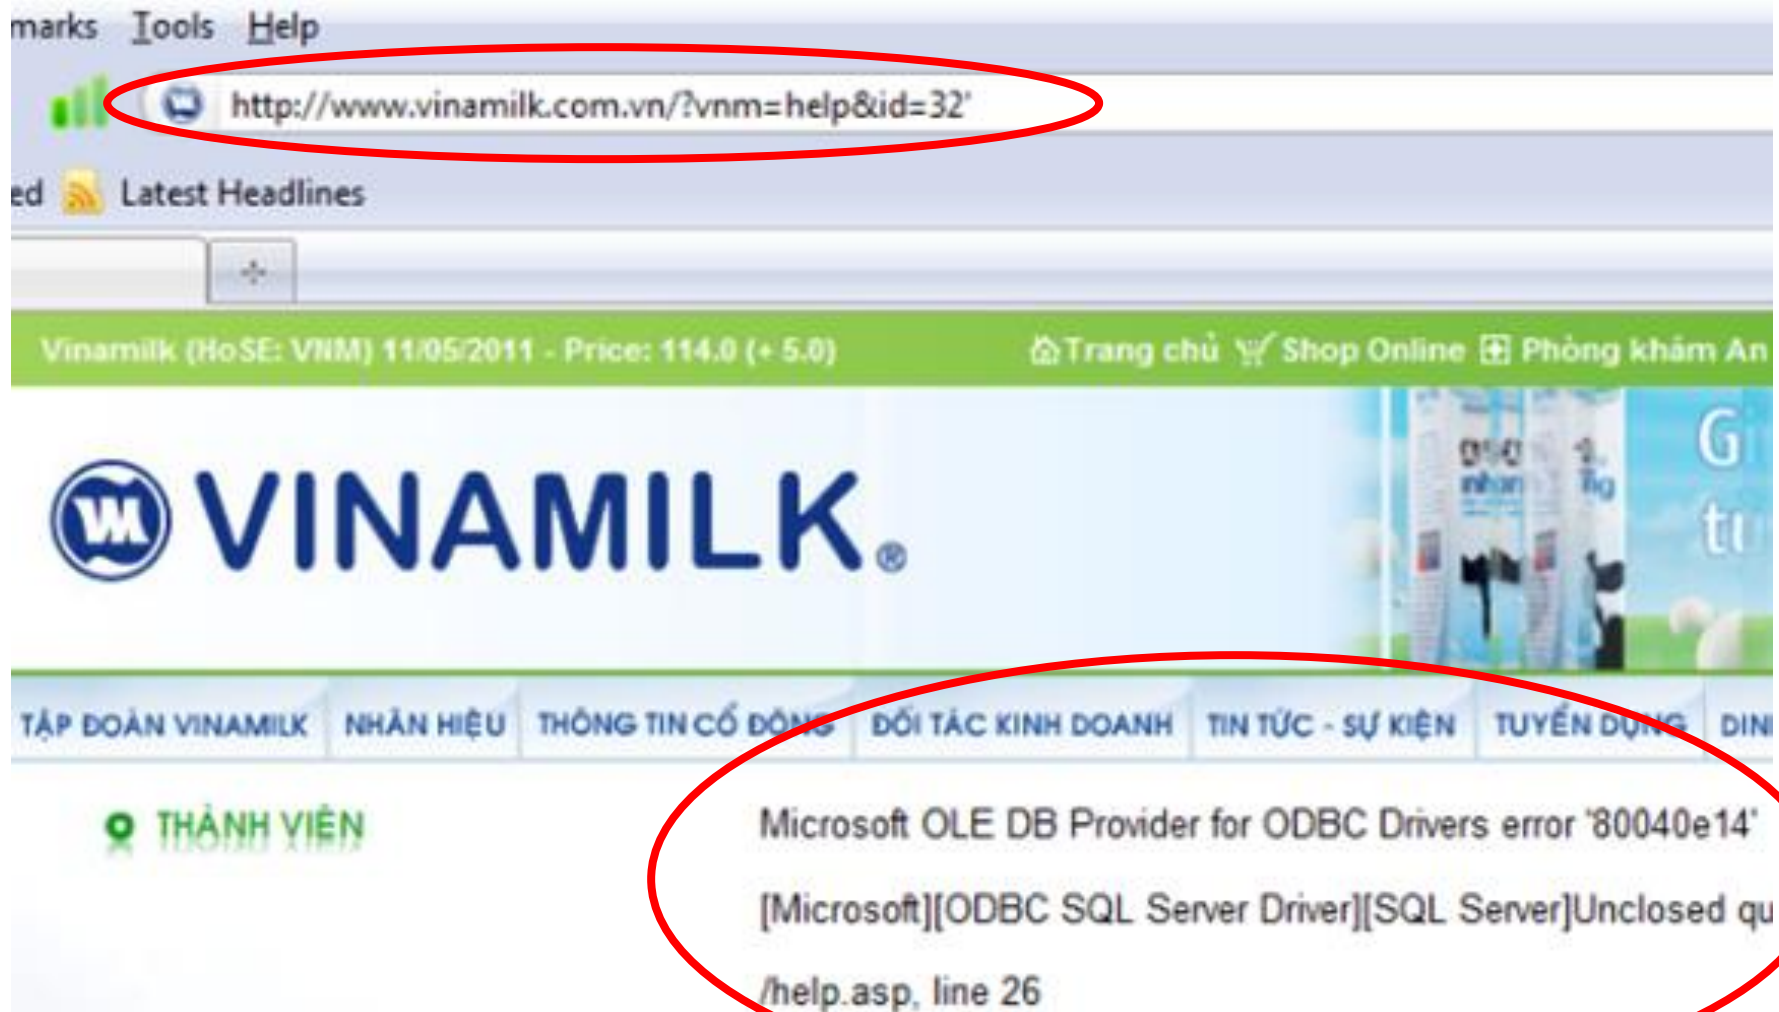 marks Tools Help
http://www.vinamilk.com.vn/?vnm=help&id=32'
ed Latest Headlines
Vinamilk (HoSE: VNM) 11/05/2011 - Price: 114.0 (+ 5.0) Trang chủ Shop Online Phòng khám An
VINAMILK®
TẬP ĐOÀN VINAMILK NHÃN HIỆU THÔNG TIN CỔ ĐÔNG ĐỐI TÁC KINH DOANH TIN TỨC - SỰ KIỆN TUYỂN DỤNG DIN
THÀNH VIÊN
Microsoft OLE DB Provider for ODBC Drivers error '80040e14'
[Microsoft][ODBC SQL Server Driver][SQL Server]Unclosed qu
/help.asp, line 26